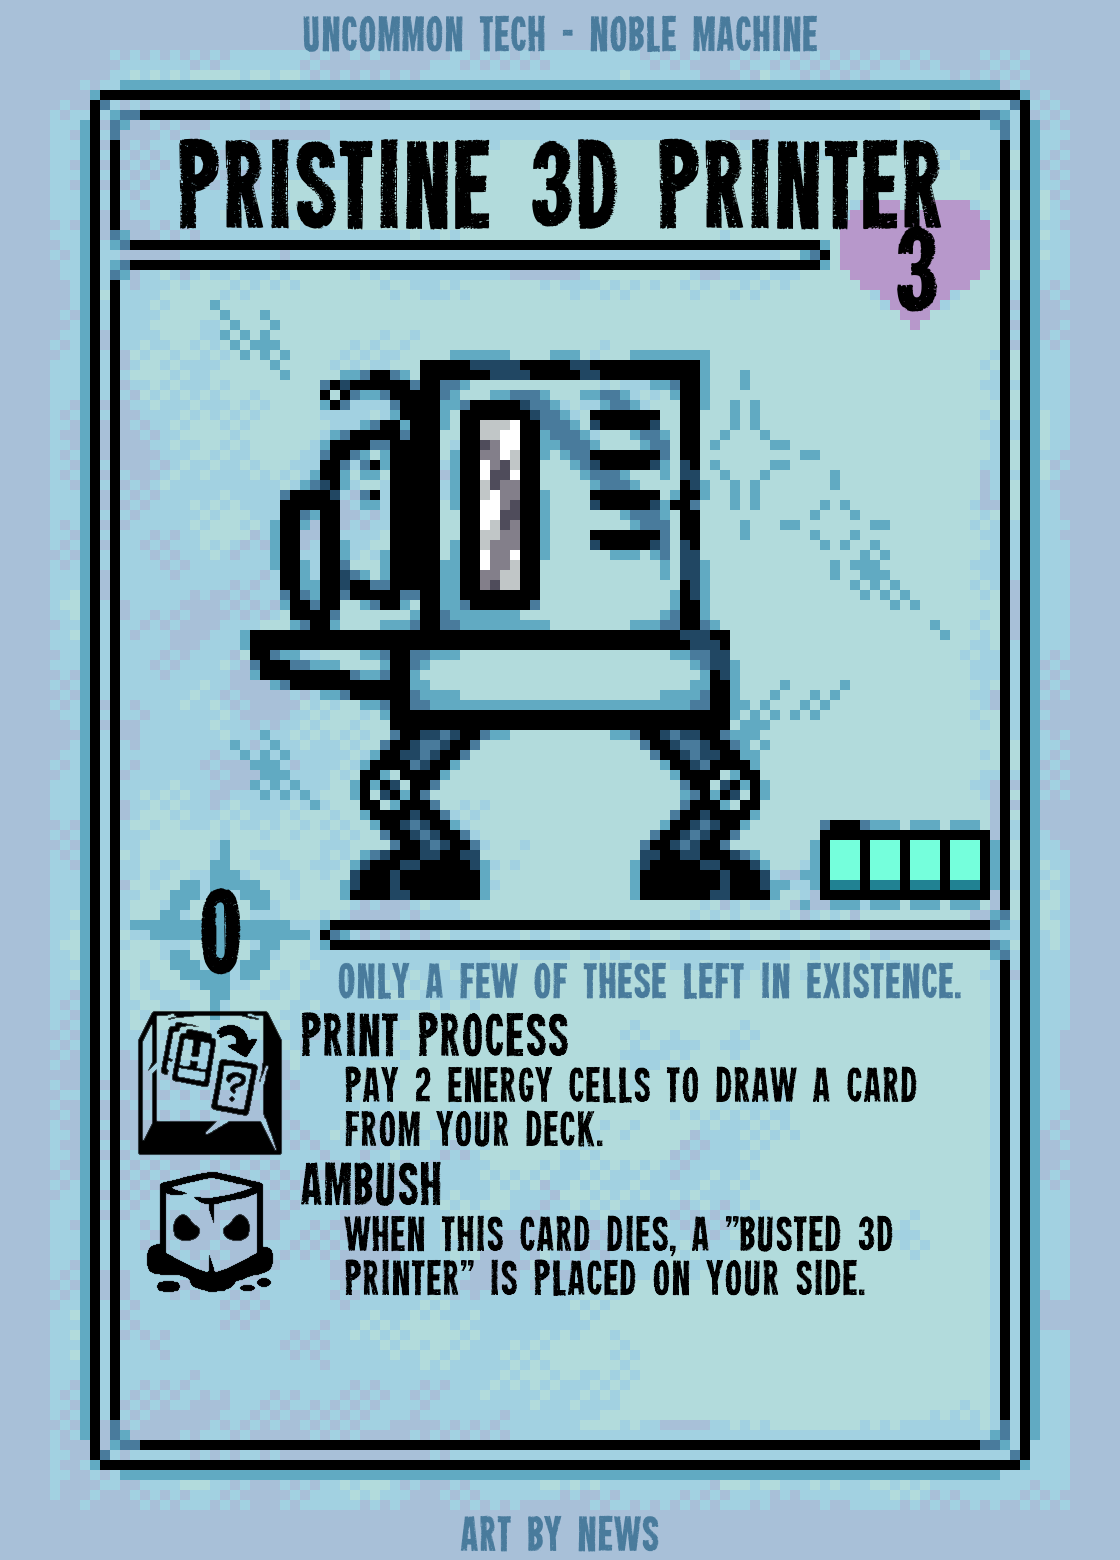 UNCOMMON TECH - NOBLE MACHINE
PRISTINE 3D PRINTER
3
0
ONLY A FEW OF THESE LEFT IN EXISTENCE.
?
PRINT PROCESS
PAY 2 ENERGY CELLS TO DRAW A CARD
FROM YOUR DECK.
AMBUSH
WHEN THIS CARD DIES, A "BUSTED 3D
PRINTER" IS PLACED ON YOUR SIDE.
ART BY NEWS